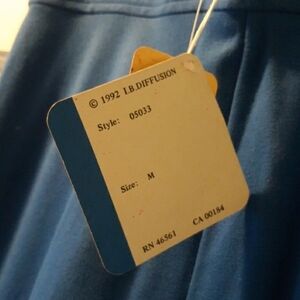 © 1992 I.B.DIFFUSION
Style: 05033
Size: M
RN 46561 CA 00184